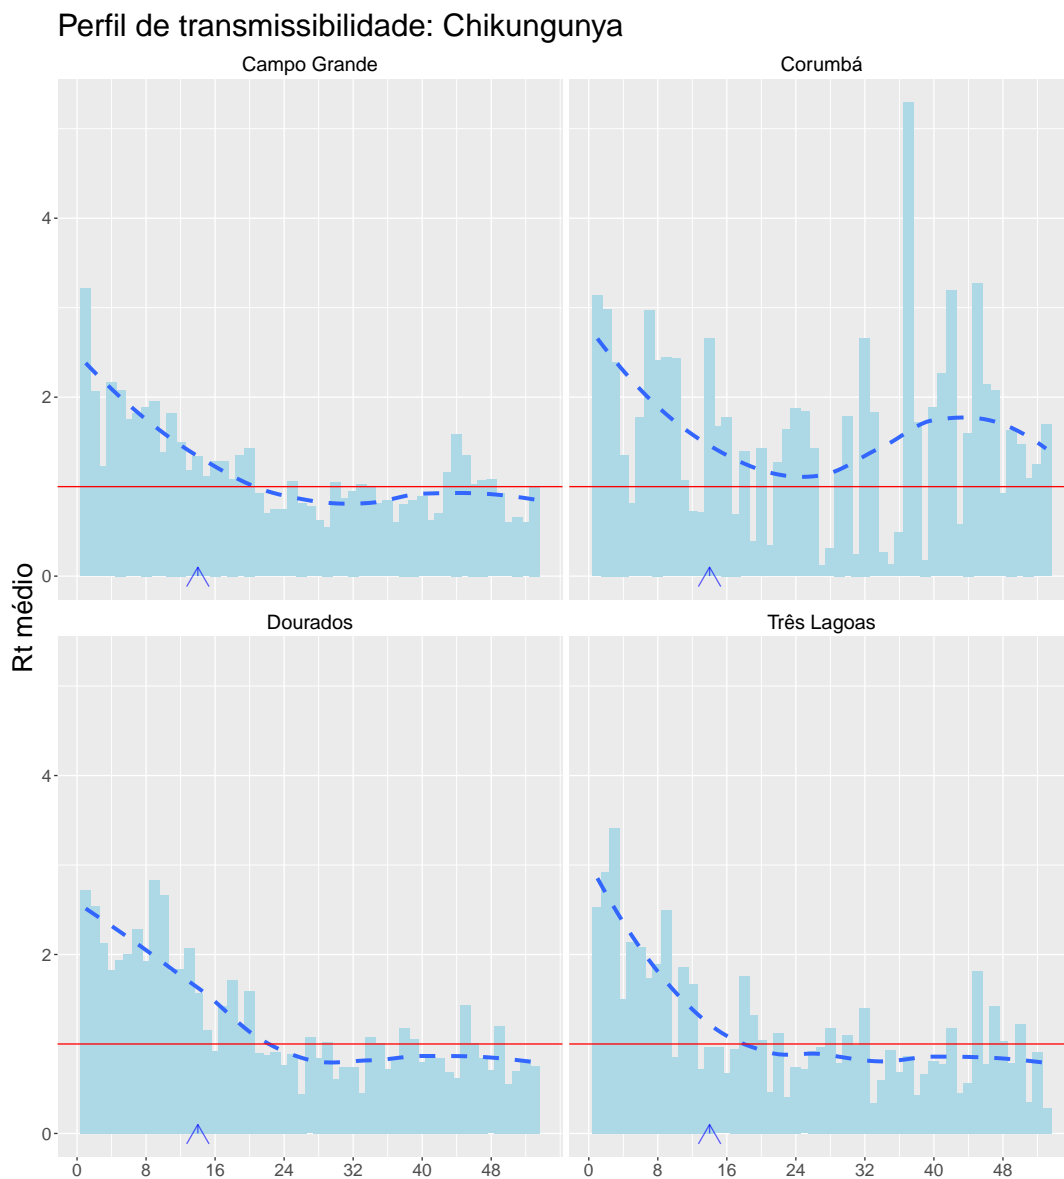 Perfil de transmissibilidade: Chikungunya
Campo Grande
Corumbá
4
2
0
Dourados
Três Lagoas
Rt médio
4
2
0
0 8 16 24 32 40 48
0 8 16 24 32 40 48